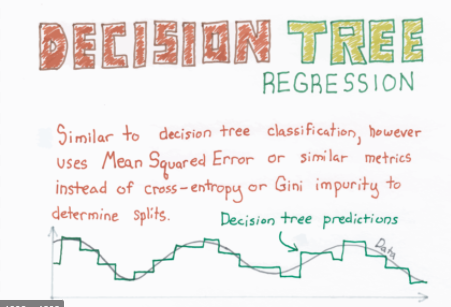 DECISION TREE
REGRESSION
Similar to decision tree classification, however
uses Mean Squared Error or similar metrics
instead of cross-entropy or Gini impurity to
determine splits.
Decision tree predictions
Data